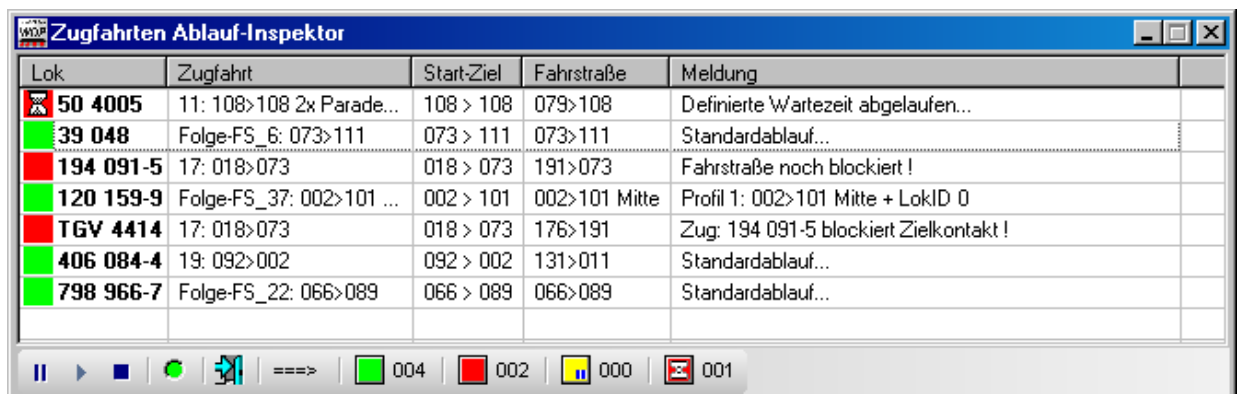 Zugfahrten Ablauf-Inspektor
Lok Zugfahrt Start-Ziel Fahrstraße Meldung
50 4005 11: 108>108 2x Parade... 108 > 108 079>108 Definierte Wartezeit abgelaufen...
39 048 Folge-FS_6: 073>111 073 > 111 073>111 Standardablauf...
194 091-5 17: 018>073 018 > 073 191>073 Fahrstraße noch blockiert !
120 159-9 Folge-FS_37: 002>101 ... 002 > 101 002>101 Mitte Profil 1: 002>101 Mitte + LokID 0
TGV 4414 17: 018>073 018 > 073 176>191 Zug: 194 091-5 blockiert Zielkontakt !
406 084-4 19: 092>002 092 > 002 131>011 Standardablauf...
798 966-7 Folge-FS_22: 066>089 066 > 089 066>089 Standardablauf...
===> 004 002 000 001